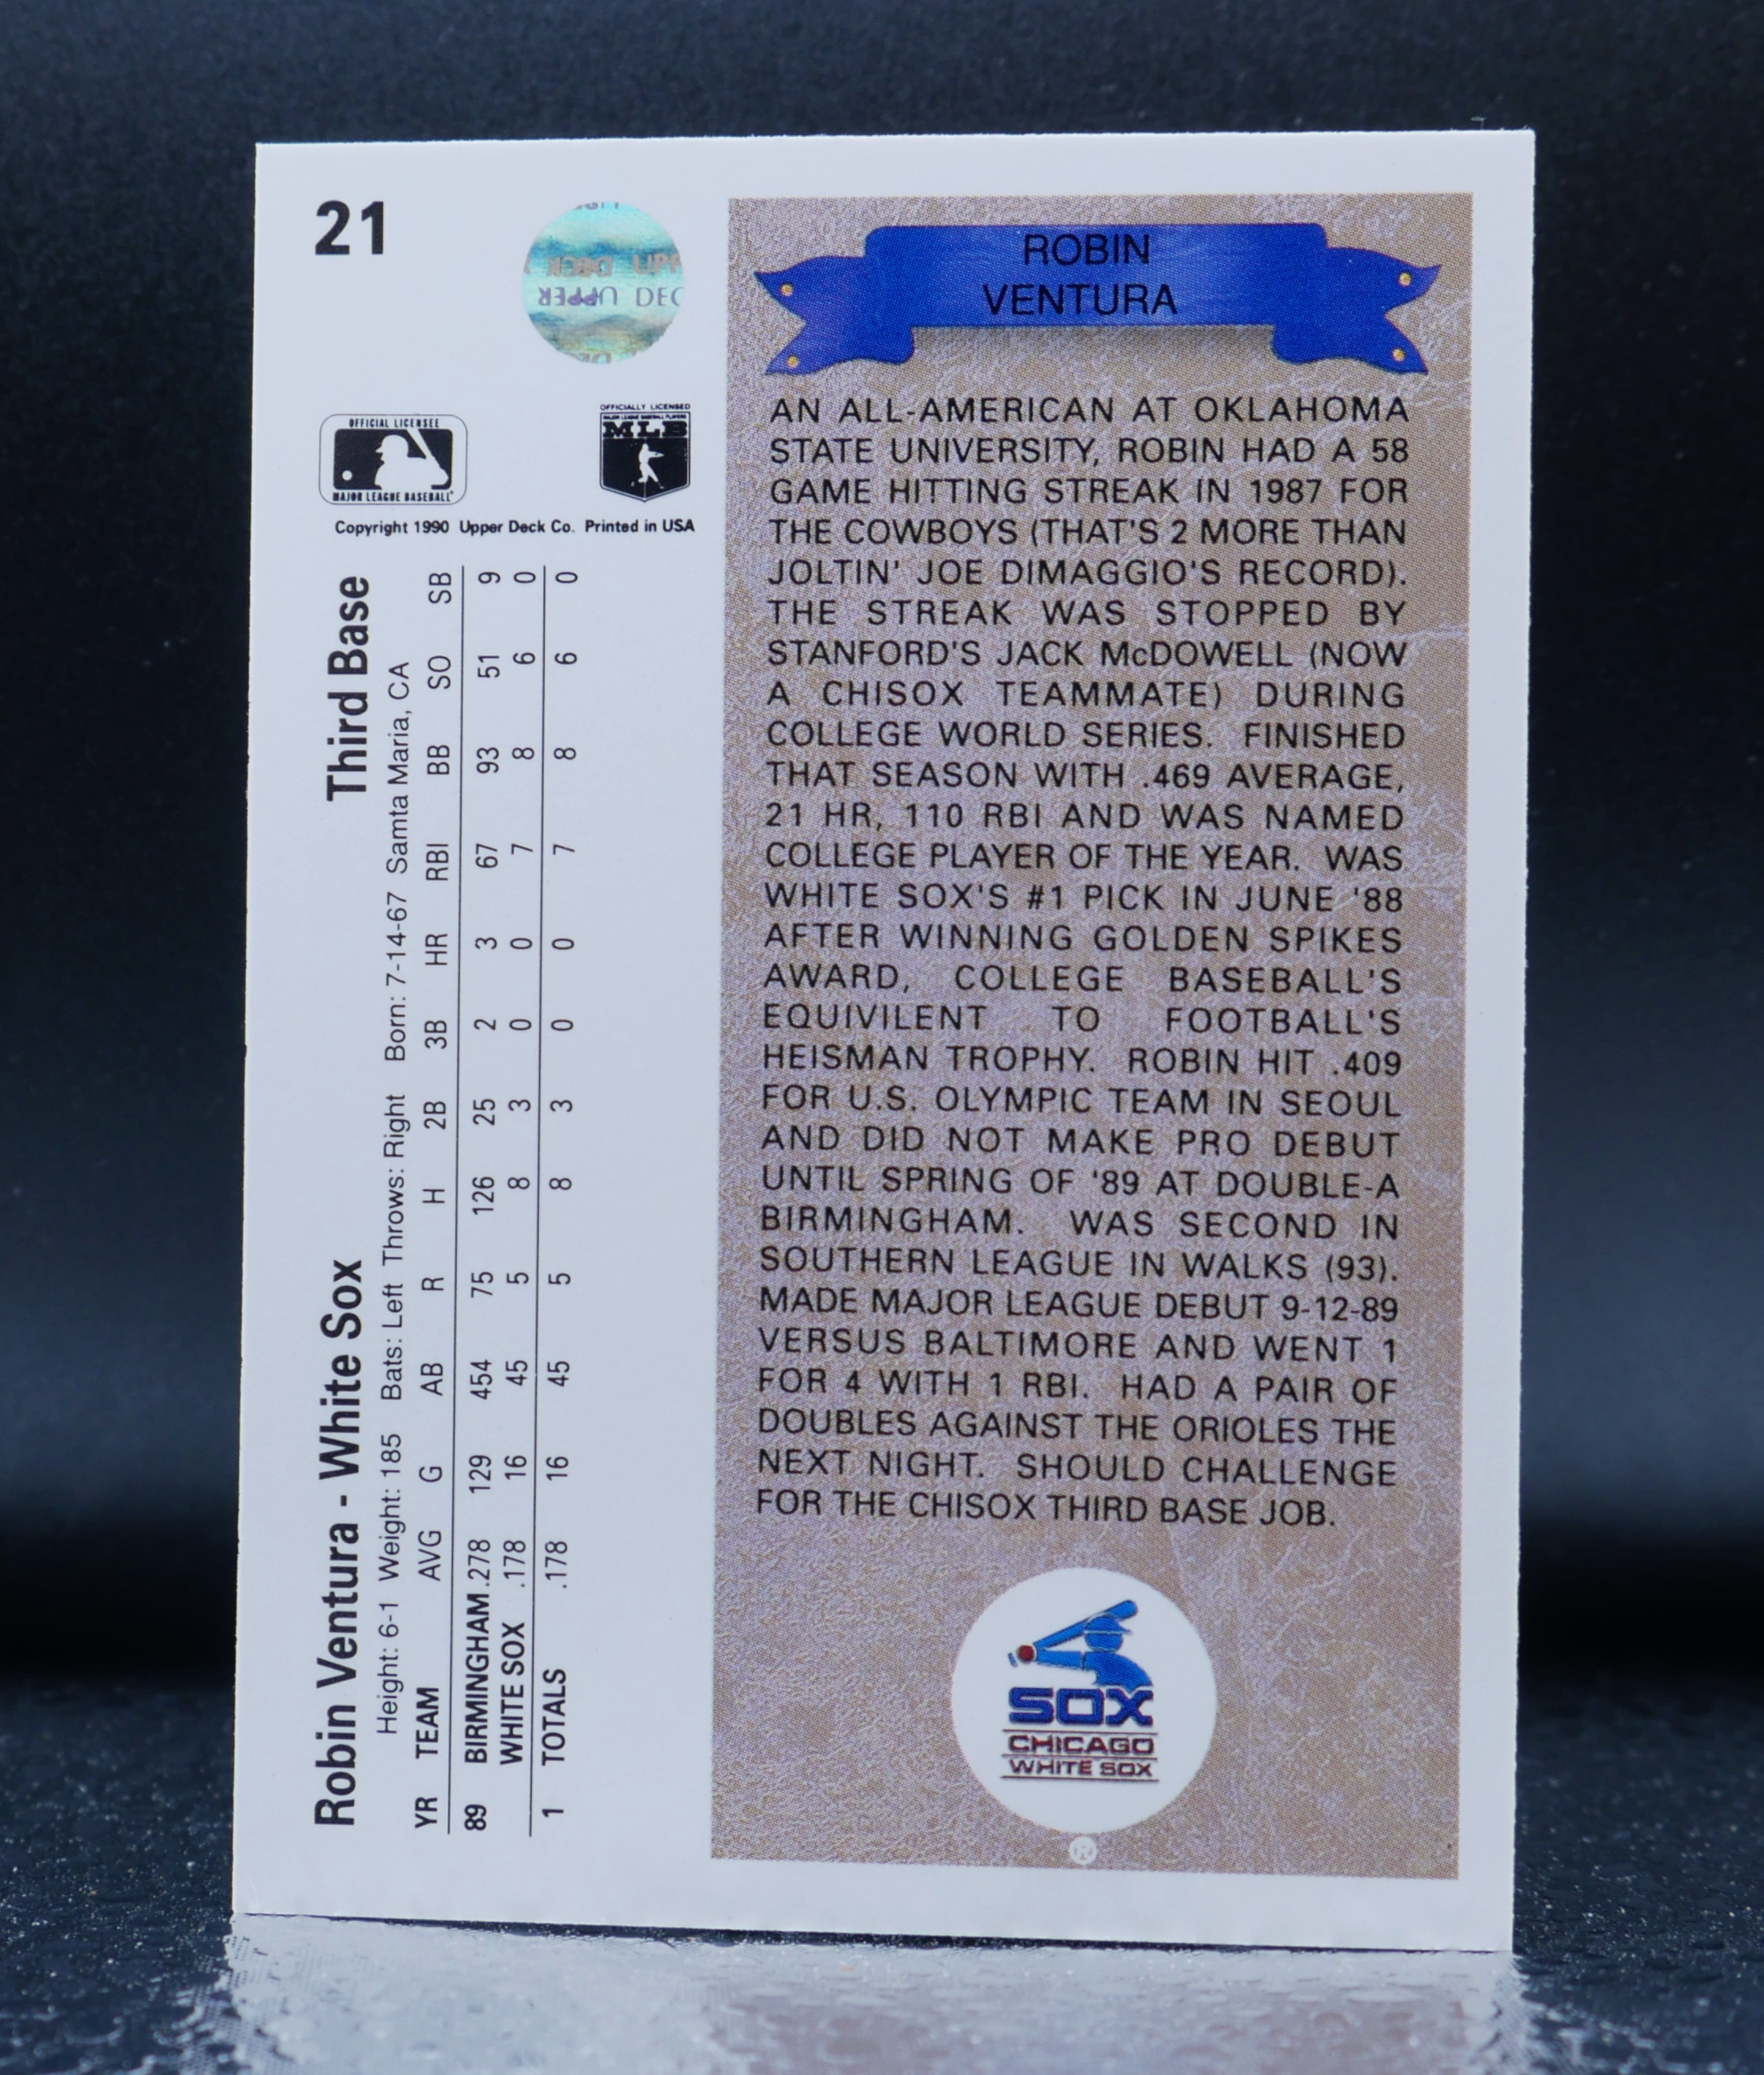 21
UPPER DECK
OFFICIAL LICENSEE
MAJOR LEAGUE BASEBALL
OFFICIALLY LICENSED
MAJOR LEAGUE BASEBALL PLAYERS
MLB
Copyright 1990 Upper Deck Co. Printed in USA
Robin Ventura - White Sox Third Base
Height: 6-1 Weight: 185 Bats: Left Throws: Right Born: 7-14-67 Samta Maria, CA
YR TEAM AVG G AB R H 2B 3B HR RBI BB SO SB
89 BIRMINGHAM .278 129 454 75 126 25 2 3 67 93 51 9
WHITE SOX .178 16 45 5 8 3 0 0 7 8 6 0
1 TOTALS .178 16 45 5 8 3 0 0 7 8 6 0
ROBIN
VENTURA
AN ALL-AMERICAN AT OKLAHOMA
STATE UNIVERSITY, ROBIN HAD A 58
GAME HITTING STREAK IN 1987 FOR
THE COWBOYS (THAT'S 2 MORE THAN
JOLTIN' JOE DIMAGGIO'S RECORD).
THE STREAK WAS STOPPED BY
STANFORD'S JACK McDOWELL (NOW
A CHISOX TEAMMATE) DURING
COLLEGE WORLD SERIES. FINISHED
THAT SEASON WITH .469 AVERAGE,
21 HR, 110 RBI AND WAS NAMED
COLLEGE PLAYER OF THE YEAR. WAS
WHITE SOX'S #1 PICK IN JUNE '88
AFTER WINNING GOLDEN SPIKES
AWARD, COLLEGE BASEBALL'S
EQUIVILENT TO FOOTBALL'S
HEISMAN TROPHY. ROBIN HIT .409
FOR U.S. OLYMPIC TEAM IN SEOUL
AND DID NOT MAKE PRO DEBUT
UNTIL SPRING OF '89 AT DOUBLE-A
BIRMINGHAM. WAS SECOND IN
SOUTHERN LEAGUE IN WALKS (93).
MADE MAJOR LEAGUE DEBUT 9-12-89
VERSUS BALTIMORE AND WENT 1
FOR 4 WITH 1 RBI. HAD A PAIR OF
DOUBLES AGAINST THE ORIOLES THE
NEXT NIGHT. SHOULD CHALLENGE
FOR THE CHISOX THIRD BASE JOB.
SOX
CHICAGO
WHITE SOX
®